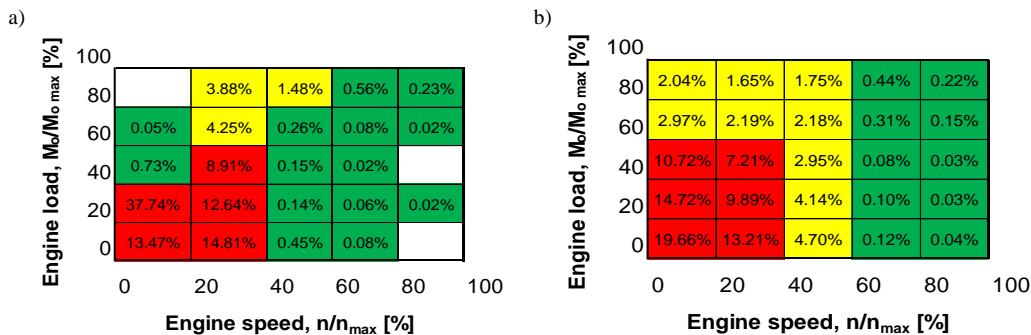 a)
Engine load, Mₒ/Mₒ max [%]
100
80
60
40
20
0
3.88% 1.48% 0.56% 0.23%
0.05% 4.25% 0.26% 0.08% 0.02%
0.73% 8.91% 0.15% 0.02%
37.74% 12.64% 0.14% 0.06% 0.02%
13.47% 14.81% 0.45% 0.08%
0 20 40 60 80 100
Engine speed, n/nmax [%]
b)
Engine load, Mₒ/Mₒ max [%]
100
80
60
40
20
0
2.04% 1.65% 1.75% 0.44% 0.22%
2.97% 2.19% 2.18% 0.31% 0.15%
10.72% 7.21% 2.95% 0.08% 0.03%
14.72% 9.89% 4.14% 0.10% 0.03%
19.66% 13.21% 4.70% 0.12% 0.04%
0 20 40 60 80 100
Engine speed, n/nmax [%]